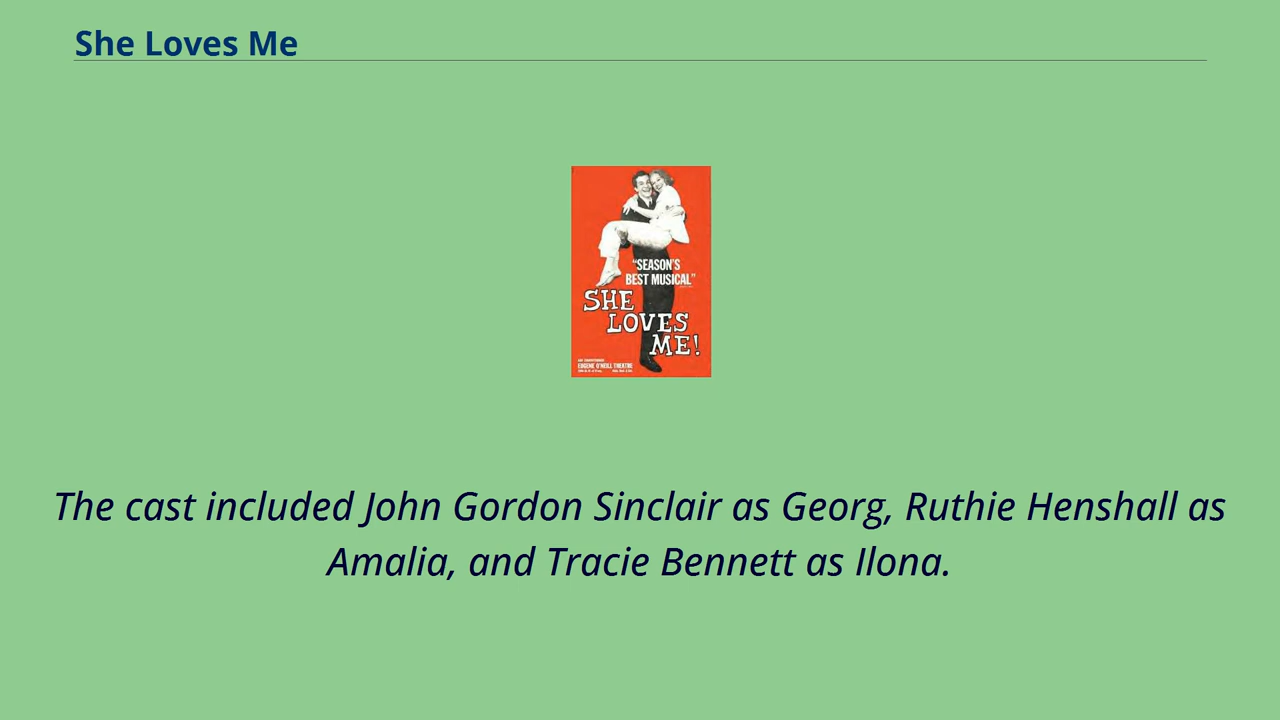 She Loves Me
"SEASON'S
BEST MUSICAL"
SHE
LOVES
ME!
EUGENE O'NEILL THEATRE
The cast included John Gordon Sinclair as Georg, Ruthie Henshall as
Amalia, and Tracie Bennett as Ilona.